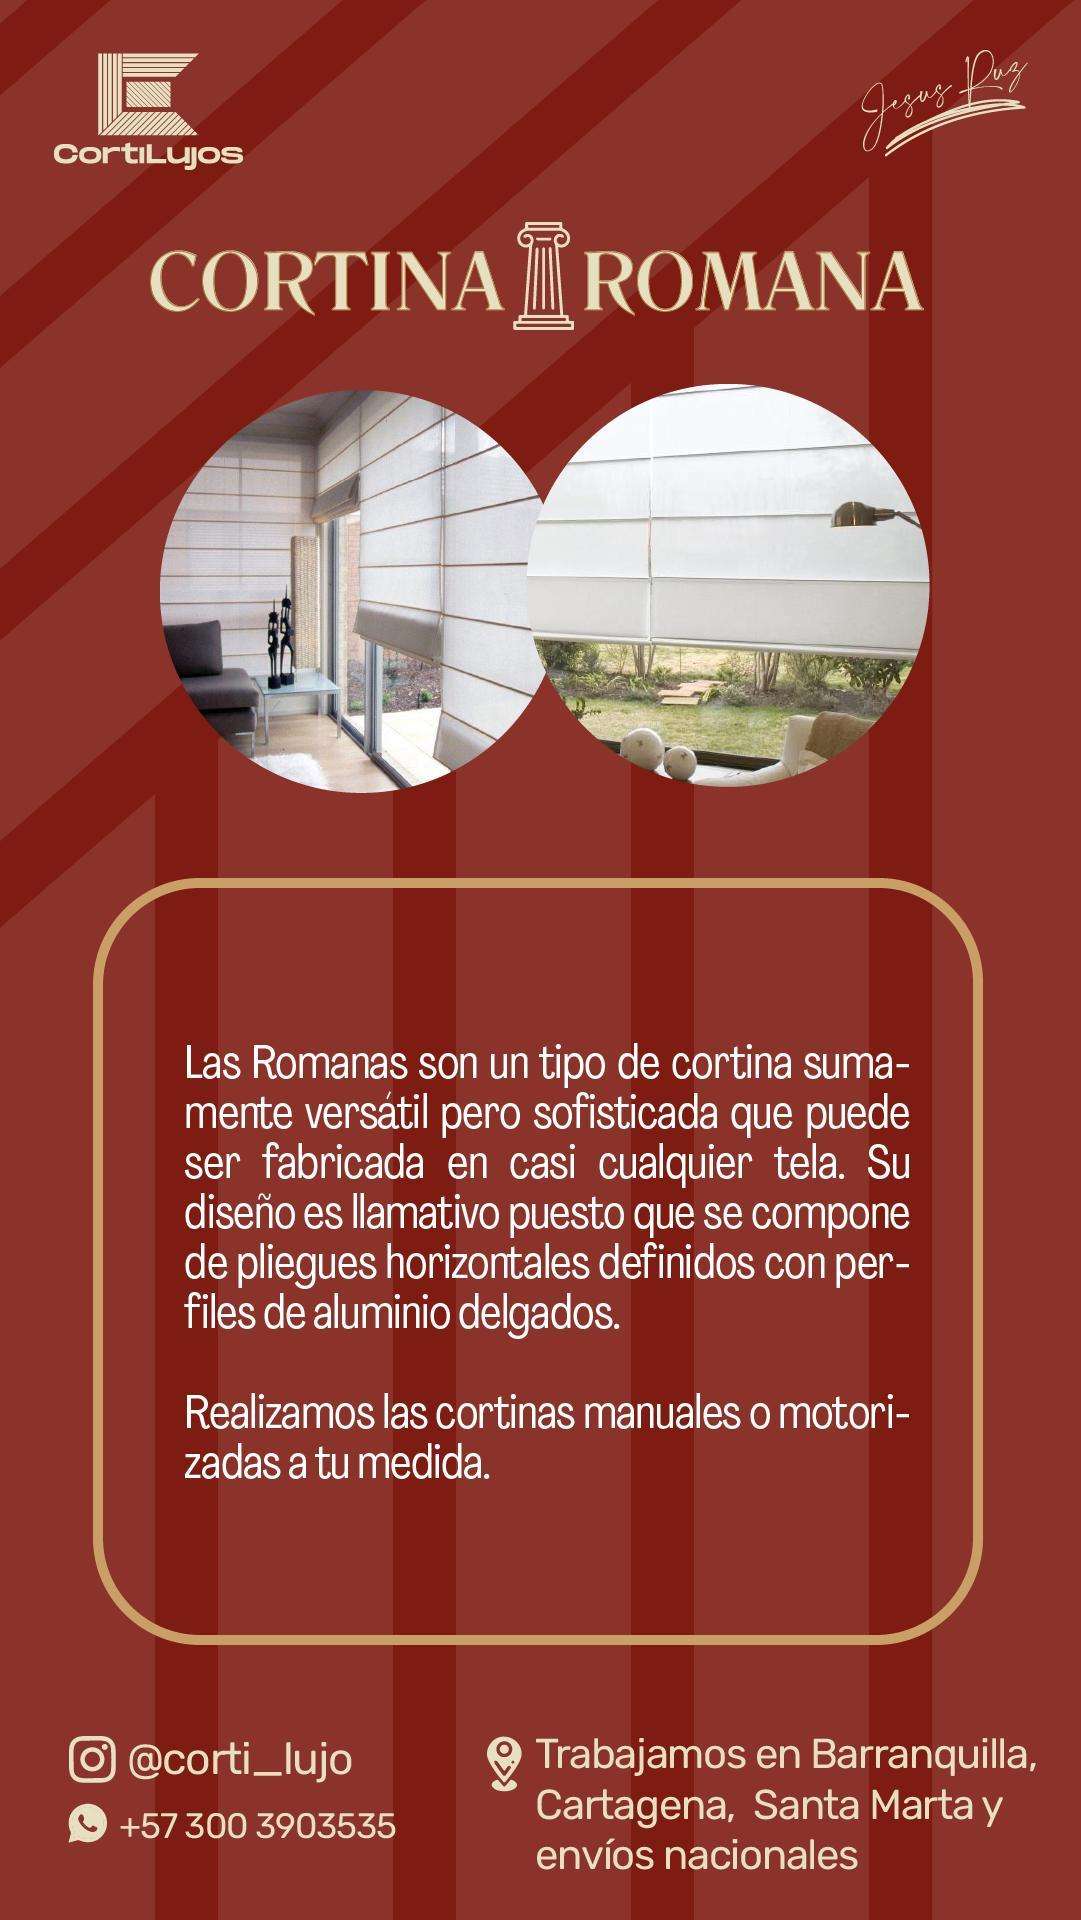 CortiLujos
Jesus Ruz
CORTINA ROMANA
Las Romanas son un tipo de cortina suma-
mente versátil pero sofisticada que puede
ser fabricada en casi cualquier tela. Su
diseño es llamativo puesto que se compone
de pliegues horizontales definidos con per-
files de aluminio delgados.
Realizamos las cortinas manuales o motori-
zadas a tu medida.
@corti_lujo
+57 300 3903535
Trabajamos en Barranquilla,
Cartagena, Santa Marta y
envíos nacionales